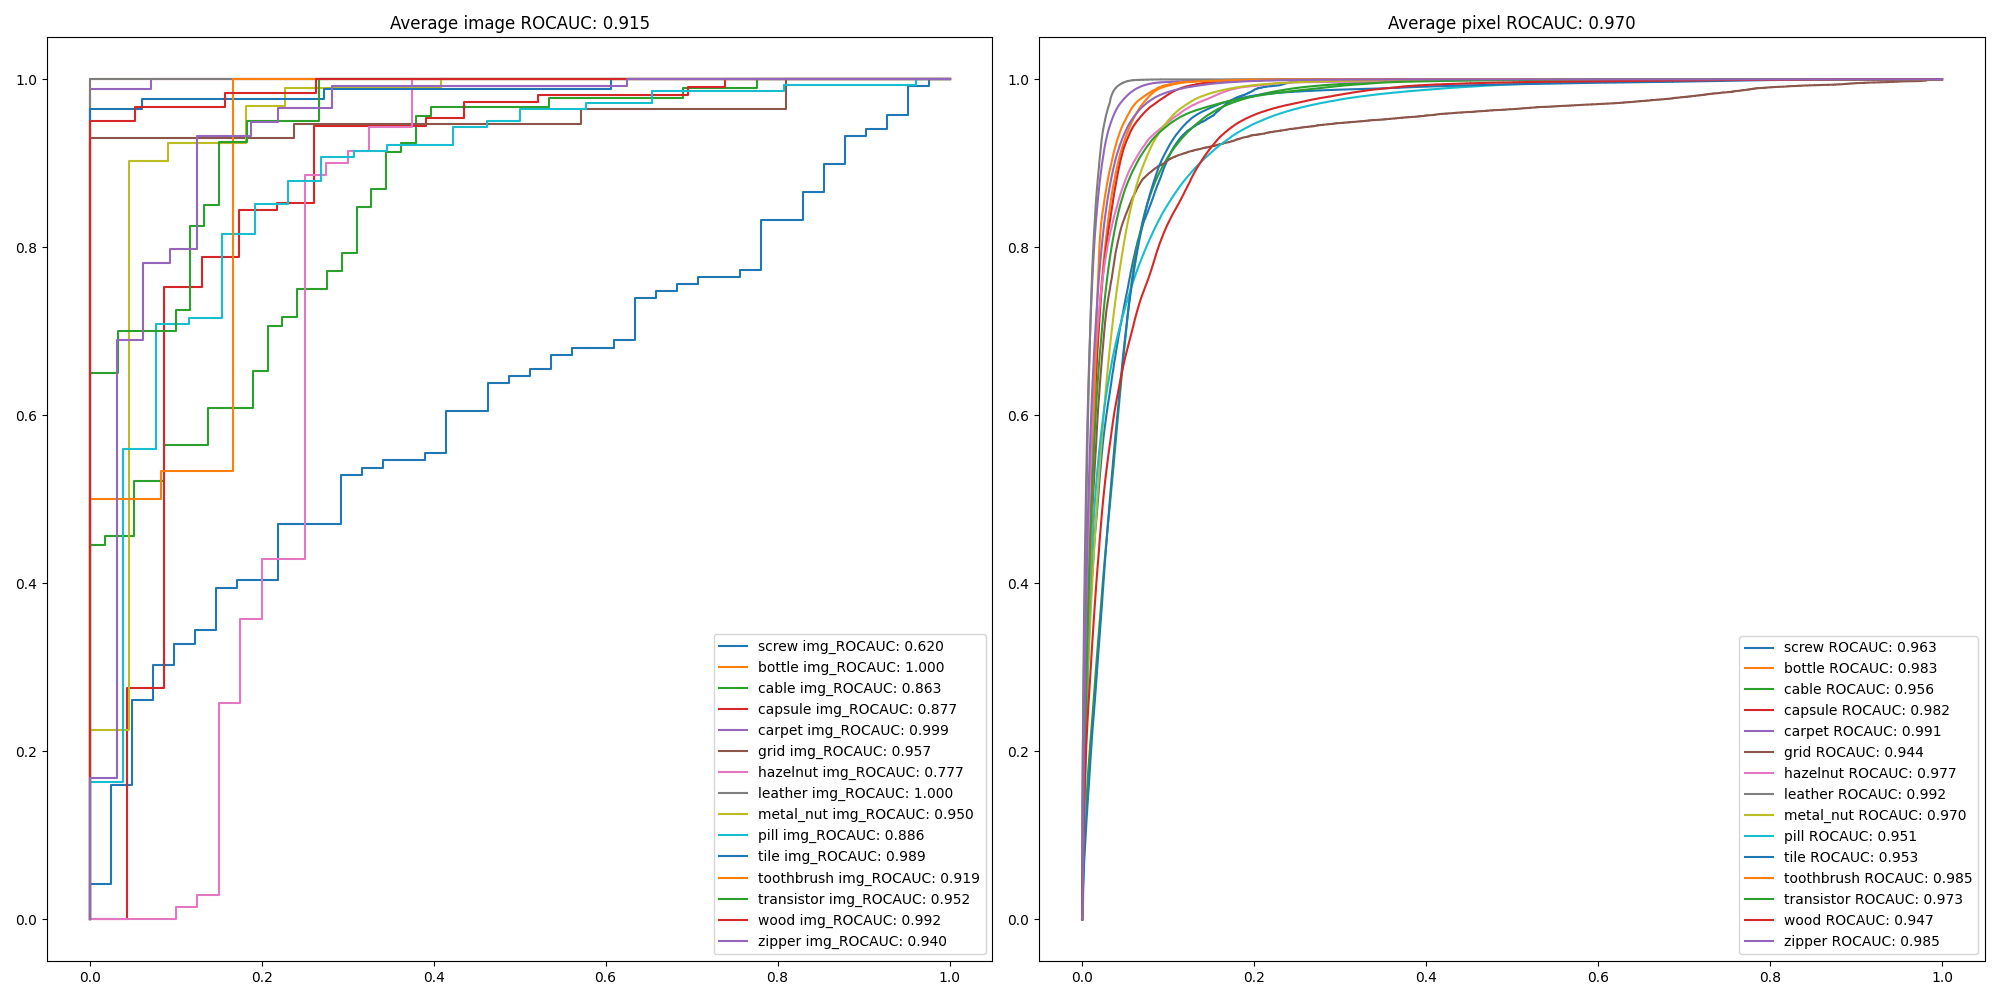 Average image ROCAUC: 0.915
1.0
0.8
0.6
0.4
0.2
0.0
0.0 0.2 0.4 0.6 0.8 1.0
screw img_ROCAUC: 0.620
bottle img_ROCAUC: 1.000
cable img_ROCAUC: 0.863
capsule img_ROCAUC: 0.877
carpet img_ROCAUC: 0.999
grid img_ROCAUC: 0.957
hazelnut img_ROCAUC: 0.777
leather img_ROCAUC: 1.000
metal_nut img_ROCAUC: 0.950
pill img_ROCAUC: 0.886
tile img_ROCAUC: 0.989
toothbrush img_ROCAUC: 0.919
transistor img_ROCAUC: 0.952
wood img_ROCAUC: 0.992
zipper img_ROCAUC: 0.940
Average pixel ROCAUC: 0.970
1.0
0.8
0.6
0.4
0.2
0.0
0.0 0.2 0.4 0.6 0.8 1.0
screw ROCAUC: 0.963
bottle ROCAUC: 0.983
cable ROCAUC: 0.956
capsule ROCAUC: 0.982
carpet ROCAUC: 0.991
grid ROCAUC: 0.944
hazelnut ROCAUC: 0.977
leather ROCAUC: 0.992
metal_nut ROCAUC: 0.970
pill ROCAUC: 0.951
tile ROCAUC: 0.953
toothbrush ROCAUC: 0.985
transistor ROCAUC: 0.973
wood ROCAUC: 0.947
zipper ROCAUC: 0.985